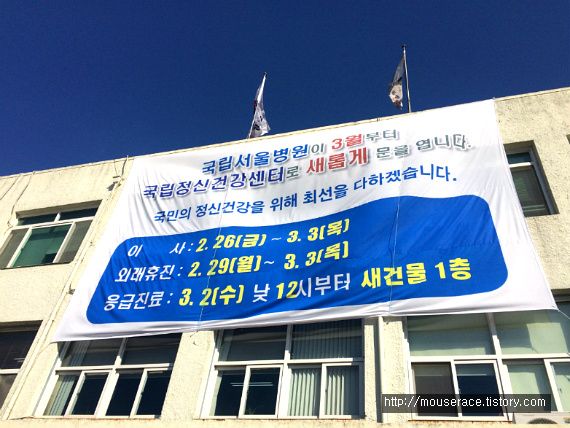 국립서울병원이 3월부터
국립정신건강센터로 새롭게 문을 엽니다.
국민의 정신건강을 위해 최선을 다하겠습니다.
이 사 : 2. 26(금) ~ 3. 3(목)
외래휴진 : 2. 29(월) ~ 3. 3(목)
응급진료 : 3. 2(수) 낮 12시부터 새건물 1층
http://mouserace.tistory.com